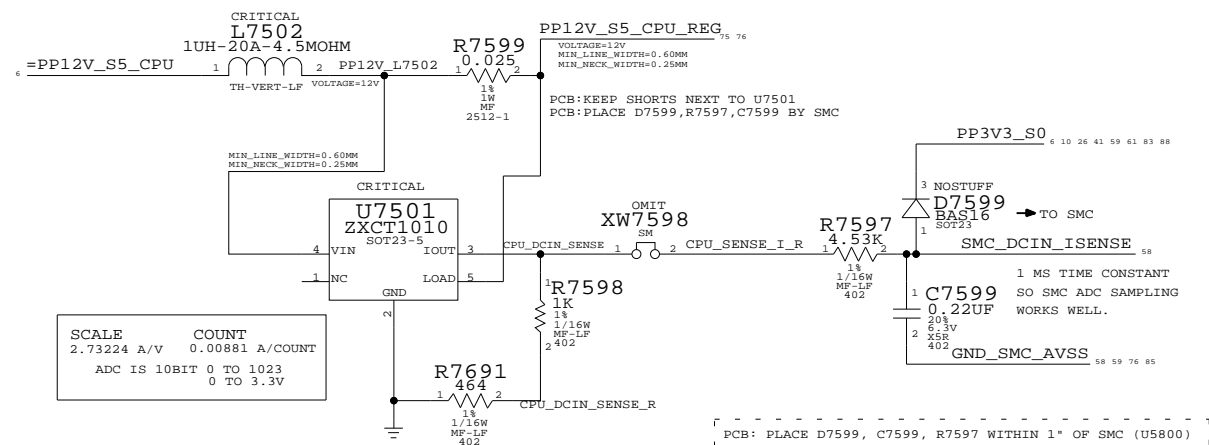 CRITICAL
L7502
1UH-20A-4.5MOHM
6 =PP12V_S5_CPU
1 2
TH-VERT-LF
PP12V_L7502
VOLTAGE=12V
R7599
0.025
1 2
1%
1W
MF
2512-1
PP12V_S5_CPU_REG
75 76
VOLTAGE=12V
MIN_LINE_WIDTH=0.60MM
MIN_NECK_WIDTH=0.25MM
PCB:KEEP SHORTS NEXT TO U7501
PCB:PLACE D7599,R7597,C7599 BY SMC
MIN_LINE_WIDTH=0.60MM
MIN_NECK_WIDTH=0.25MM
CRITICAL
U7501
ZXCT1010
SOT23-5
4 VIN IOUT 3
1 NC LOAD 5
GND
2
CPU_DCIN_SENSE
OMIT
XW7598
SM
1 2
CPU_SENSE_I_R
R7597
4.53K
1 2
1%
1/16W
MF-LF
402
PP3V3_S0
6 10 26 41 59 61 83 88
3 NOSTUFF
D7599
BAS16
SOT23
1
TO SMC
SMC_DCIN_ISENSE
58
1 MS TIME CONSTANT
SO SMC ADC SAMPLING
WORKS WELL.
1 C7599
0.22UF
20%
6.3V
2 X5R
402
GND_SMC_AVSS
58 59 76 85
1 R7598
1K
1%
1/16W
MF-LF
2 402
R7691
464
1 2
1%
1/16W
MF-LF
402
CPU_DCIN_SENSE_R
SCALE COUNT
2.73224 A/V 0.00881 A/COUNT
ADC IS 10BIT 0 TO 1023
0 TO 3.3V
PCB: PLACE D7599, C7599, R7597 WITHIN 1" OF SMC (U5800)